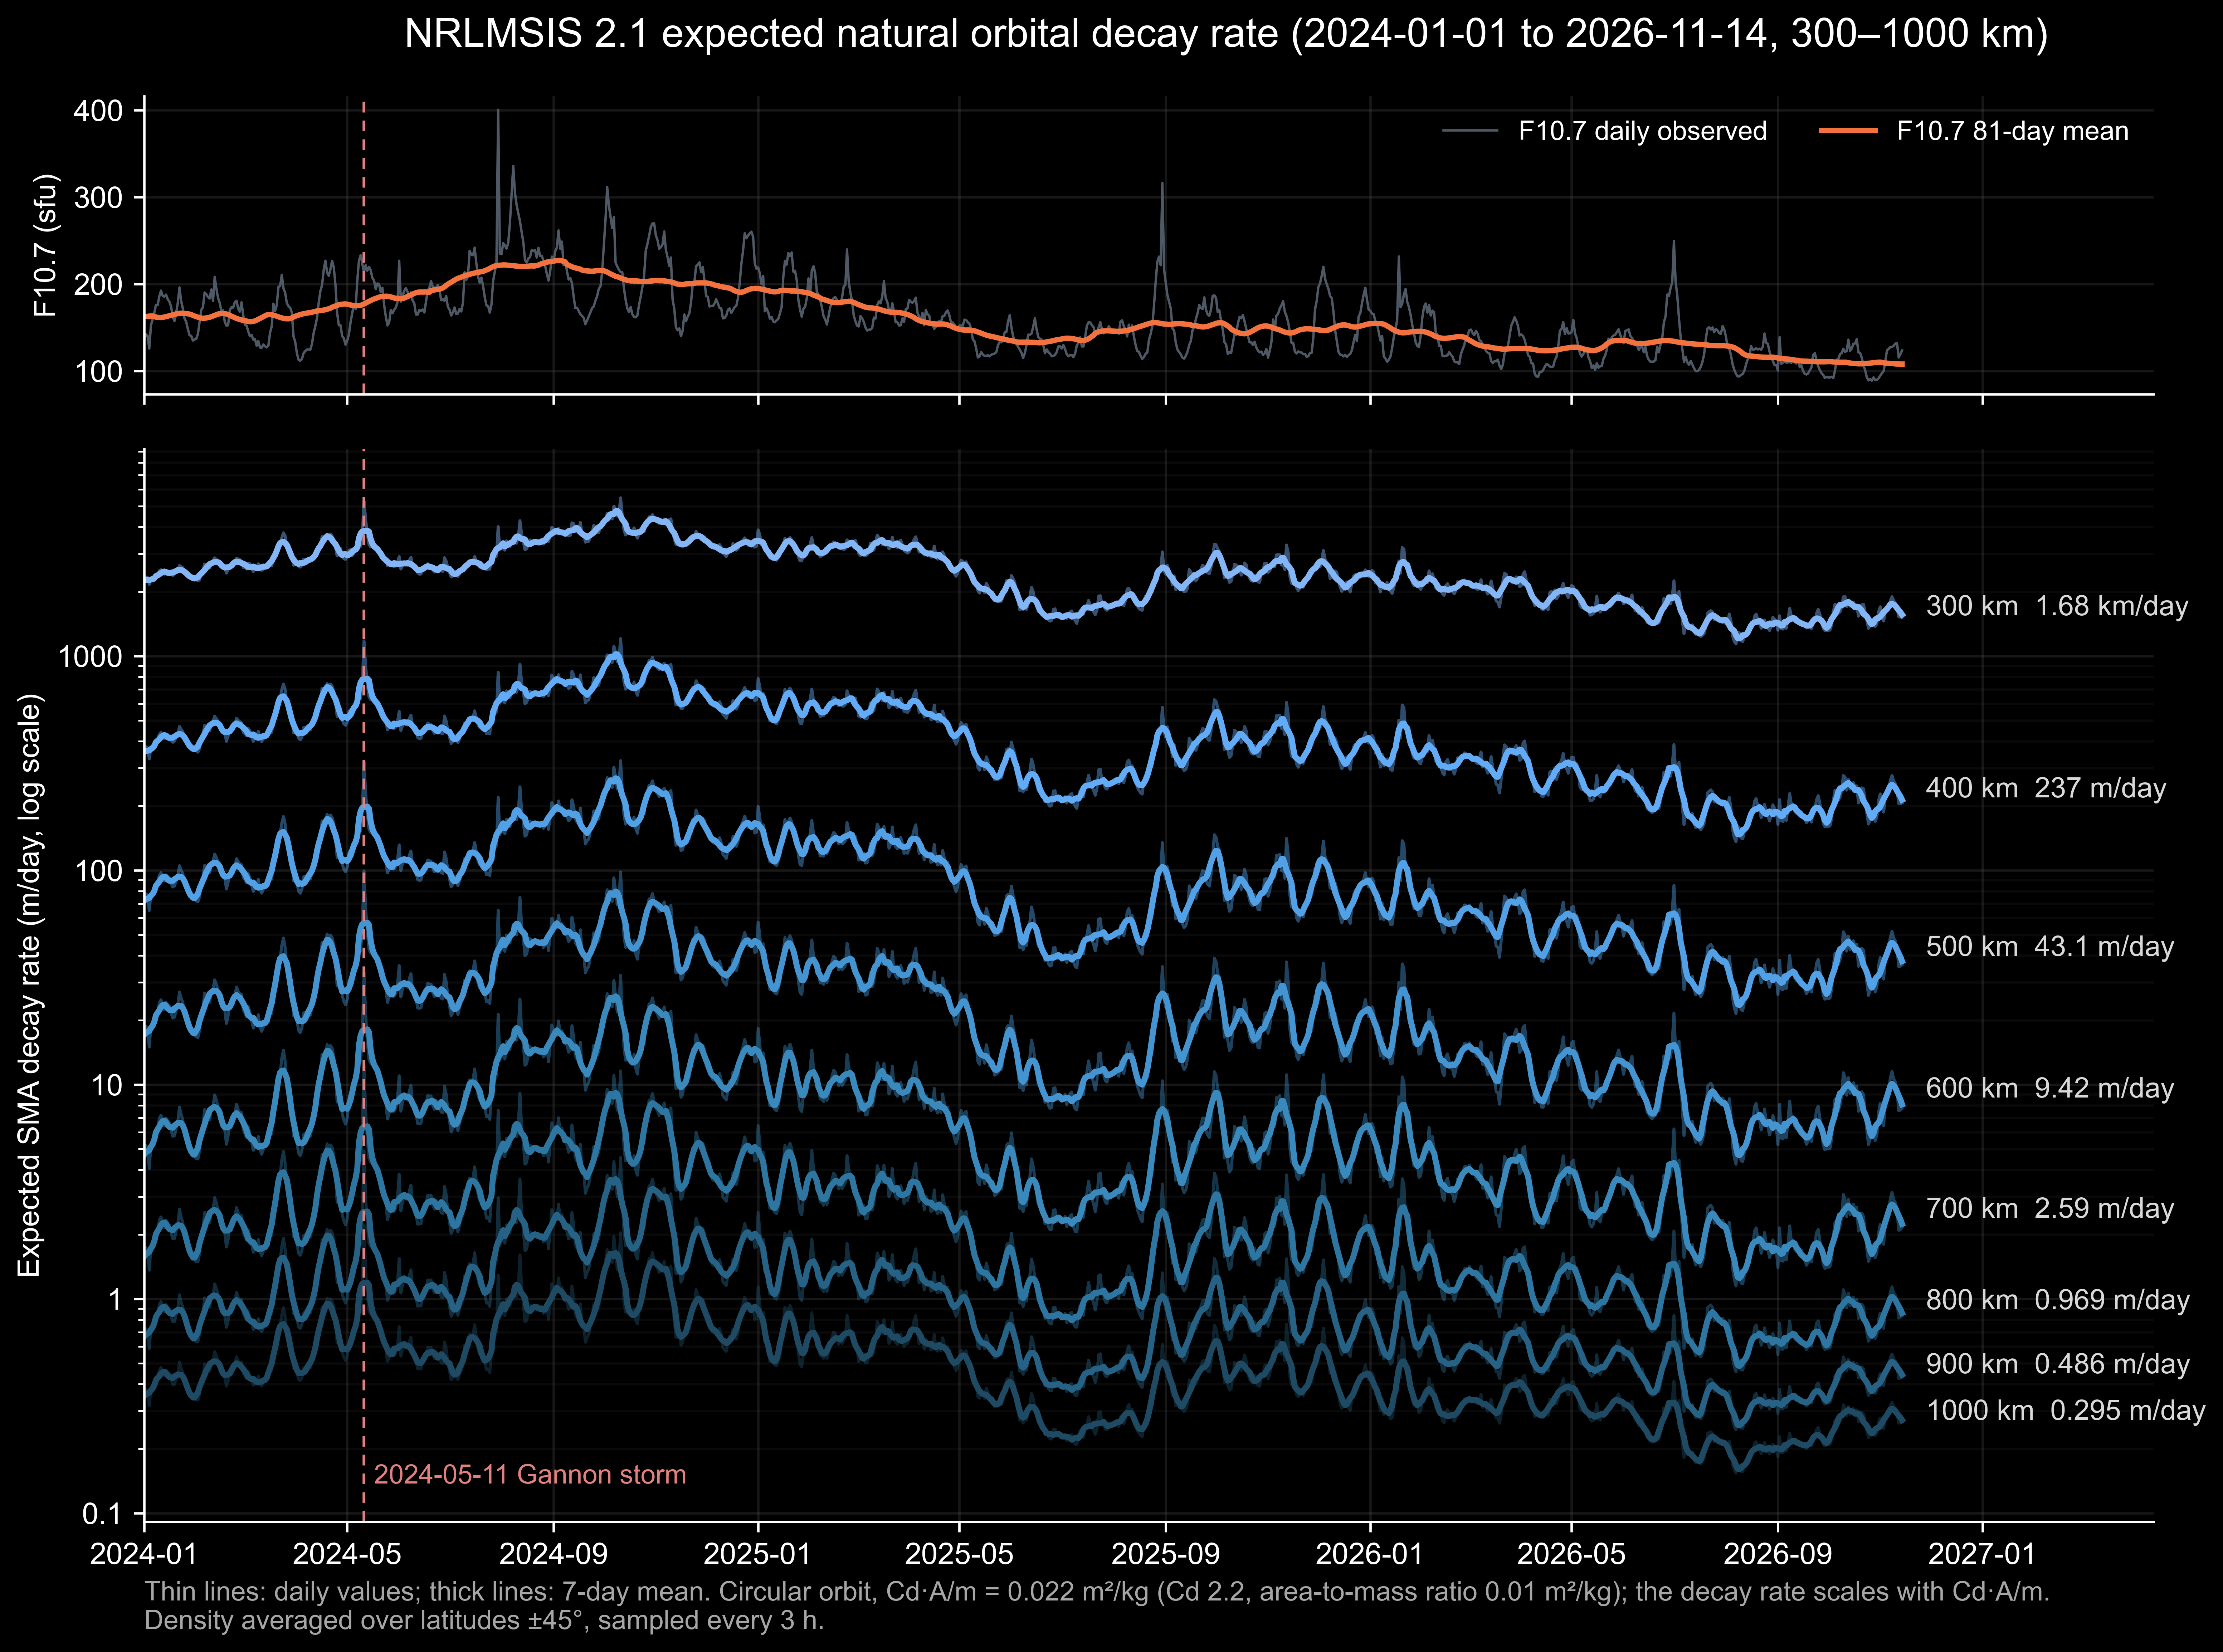 NRLMSIS 2.1 expected natural orbital decay rate (2024-01-01 to 2026-11-14, 300–1000 km)
F10.7 (sfu)
400
300
200
100
F10.7 daily observed
F10.7 81-day mean
Expected SMA decay rate (m/day, log scale)
1000
100
10
1
0.1
300 km 1.68 km/day
400 km 237 m/day
500 km 43.1 m/day
600 km 9.42 m/day
700 km 2.59 m/day
800 km 0.969 m/day
900 km 0.486 m/day
1000 km 0.295 m/day
2024-05-11 Gannon storm
2024-01
2024-05
2024-09
2025-01
2025-05
2025-09
2026-01
2026-05
2026-09
2027-01
Thin lines: daily values; thick lines: 7-day mean. Circular orbit, Cd·A/m = 0.022 m²/kg (Cd 2.2, area-to-mass ratio 0.01 m²/kg); the decay rate scales with Cd·A/m.
Density averaged over latitudes ±45°, sampled every 3 h.